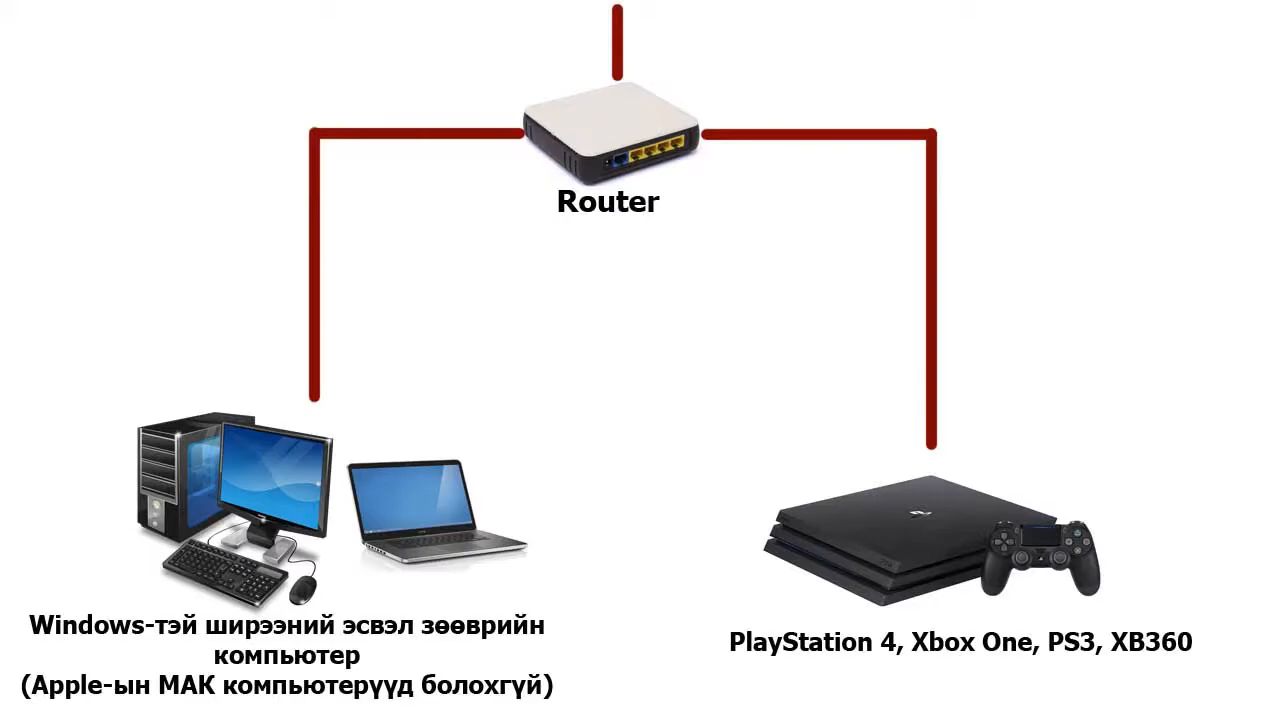 Router
Windows-тэй ширээний эсвэл зөөврийн
компьютер
(Apple-ын МАК компьютерүүд болохгүй)
PlayStation 4, Xbox One, PS3, XB360